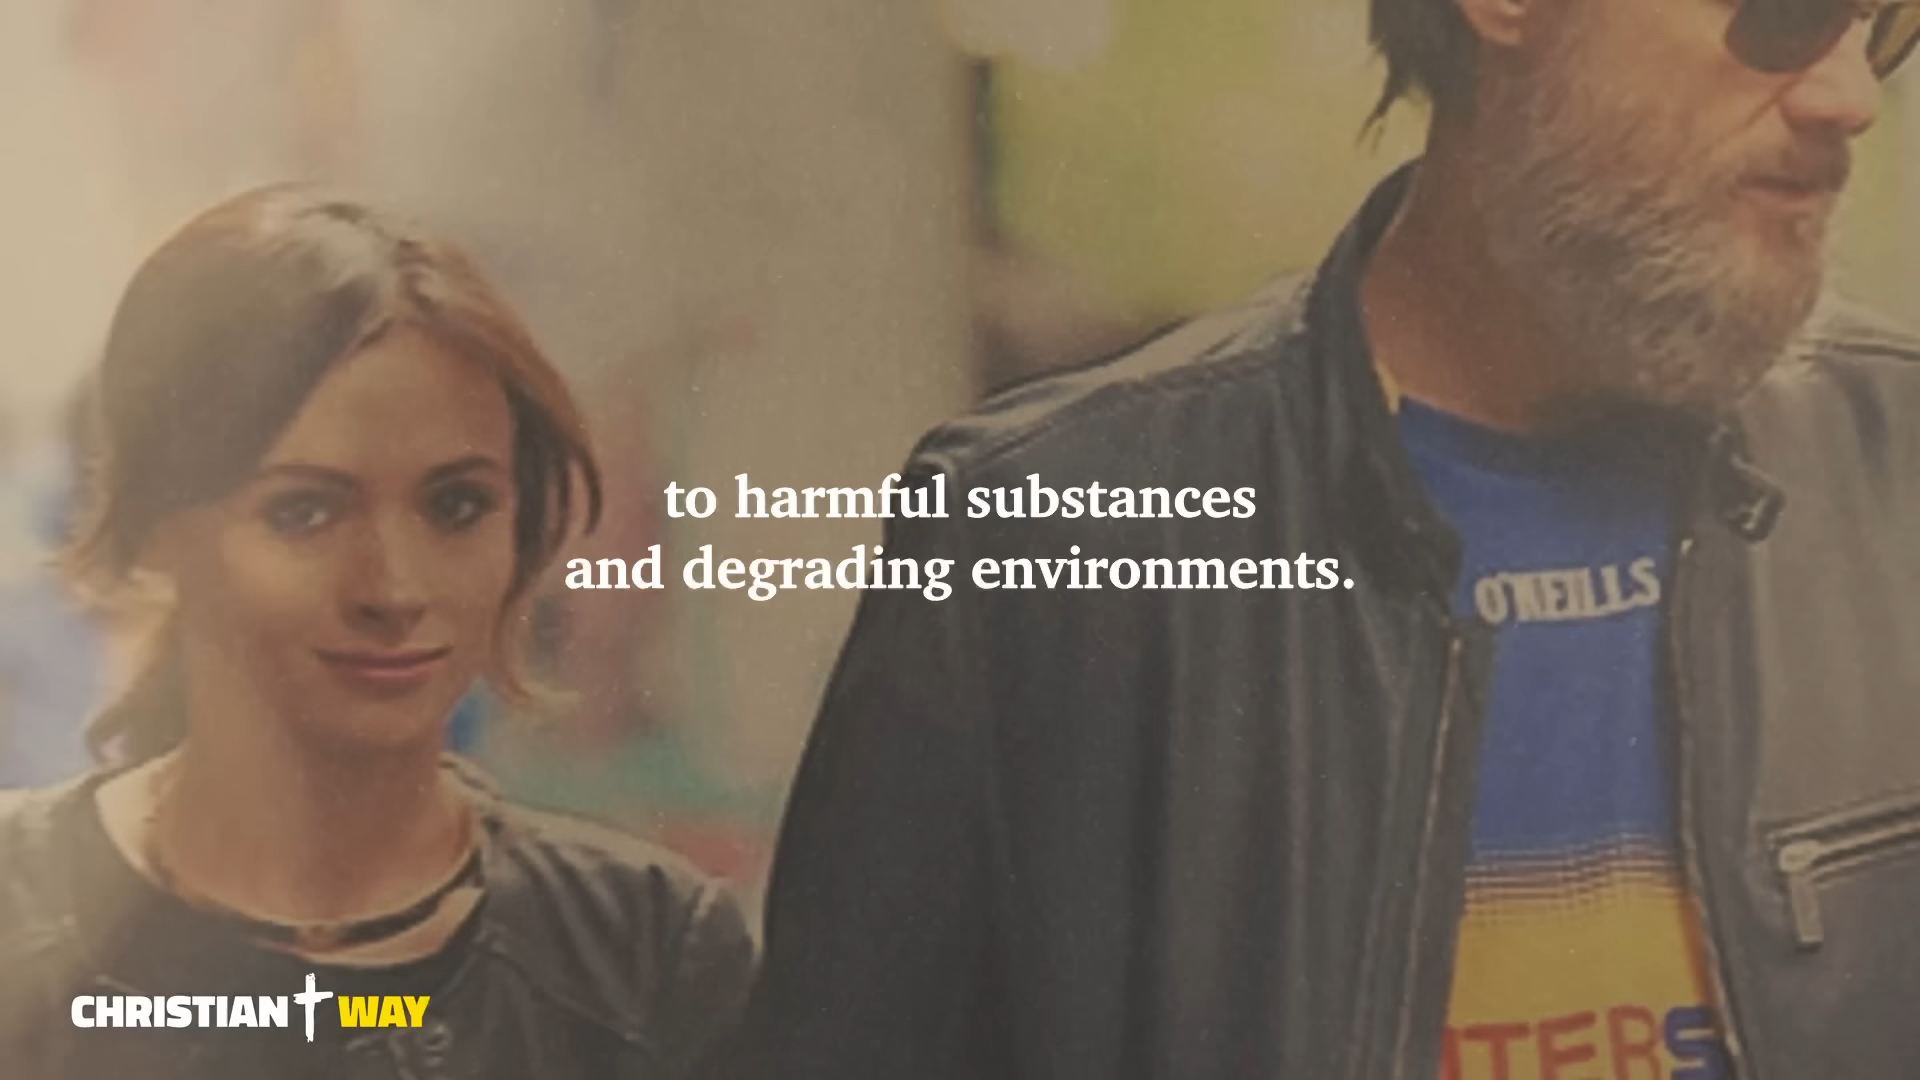 to harmful substances
and degrading environments.
O'NEILLS
CHRISTIAN WAY